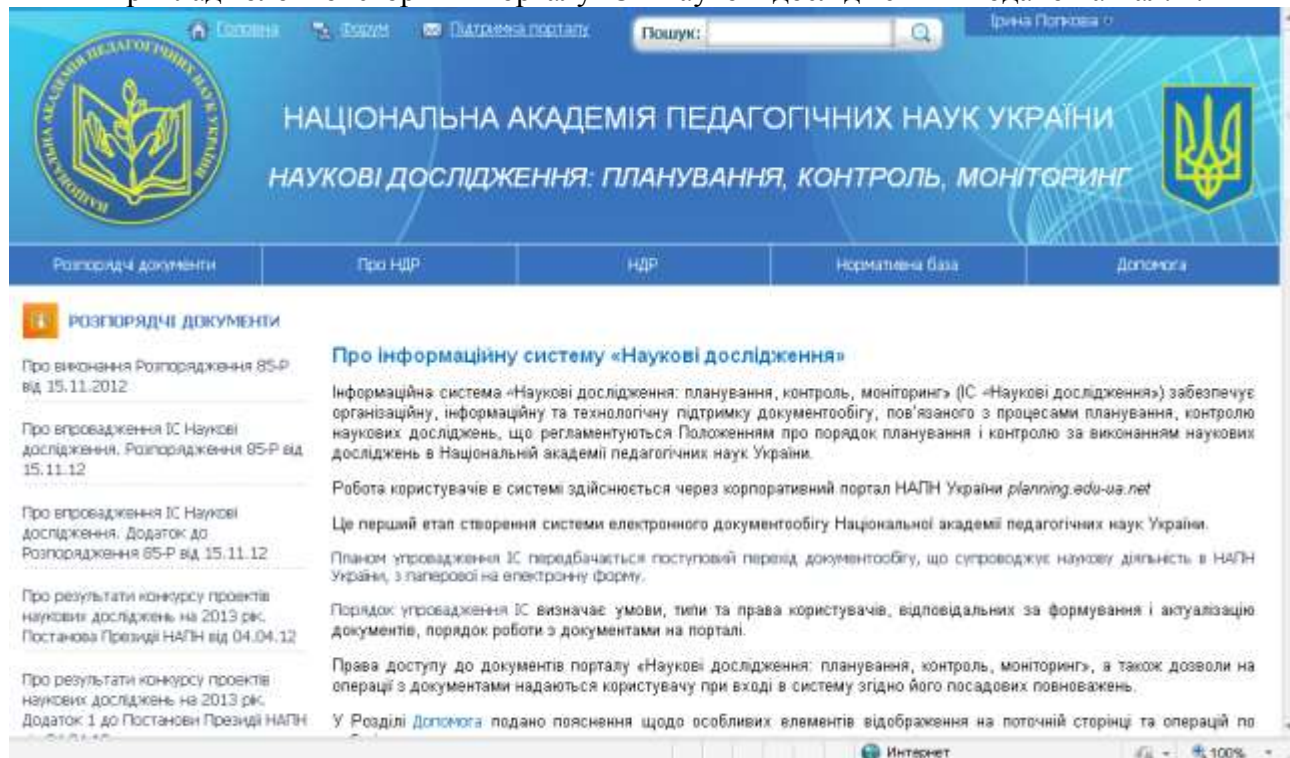 Головна Форум Підтримка порталу Пошук: Ірина Попкова
НАЦІОНАЛЬНА АКАДЕМІЯ ПЕДАГОГІЧНИХ НАУК УКРАЇНИ
НАЦІОНАЛЬНА АКАДЕМІЯ ПЕДАГОГІЧНИХ НАУК УКРАЇНИ
НАУКОВІ ДОСЛІДЖЕННЯ: ПЛАНУВАННЯ, КОНТРОЛЬ, МОНІТОРИНГ
Розпорядчі документи Про НДР НДР Нормативна база Допомога
РОЗПОРЯДЧІ ДОКУМЕНТИ
Про виконання Розпорядження 85-Р
від 15.11.2012
Про впровадження ІС Наукові
дослідження. Розпорядження 85-Р від
15.11.12
Про впровадження ІС Наукові
дослідження. Додаток до
Розпорядження 85-Р від 15.11.12
Про результати конкурсу проектів
наукових досліджень на 2013 рік.
Постанова Президії НАПН від 04.04.12
Про результати конкурсу проектів
наукових досліджень на 2013 рік.
Додаток 1 до Постанови Президії НАПН
Про інформаційну систему «Наукові дослідження»
Інформаційна система «Наукові дослідження: планування, контроль, моніторинг» (ІС «Наукові дослідження») забезпечує
організаційну, інформаційну та технологічну підтримку документообігу, пов'язаного з процесами планування, контролю
наукових досліджень, що регламентуються Положенням про порядок планування і контролю за виконанням наукових
досліджень в Національній академії педагогічних наук України.
Робота користувачів в системі здійснюється через корпоративний портал НАПН України planning.edu-ua.net
Це перший етап створення системи електронного документообігу Національної академії педагогічних наук України.
Планом упровадження ІС передбачається поступовий перехід документообігу, що супроводжує наукову діяльність в НАПН
України, з паперової на електронну форму.
Порядок упровадження ІС визначає умови, типи та права користувачів, відповідальних за формування і актуалізацію
документів, порядок роботи з документами на порталі.
Права доступу до документів порталу «Наукові дослідження: планування, контроль, моніторинг», а також дозволи на
операції з документами надаються користувачу при вході в систему згідно його посадових повноважень.
У Розділі Допомога подано пояснення щодо особливих елементів відображення на поточній сторінці та операцій по
Интернет 100%